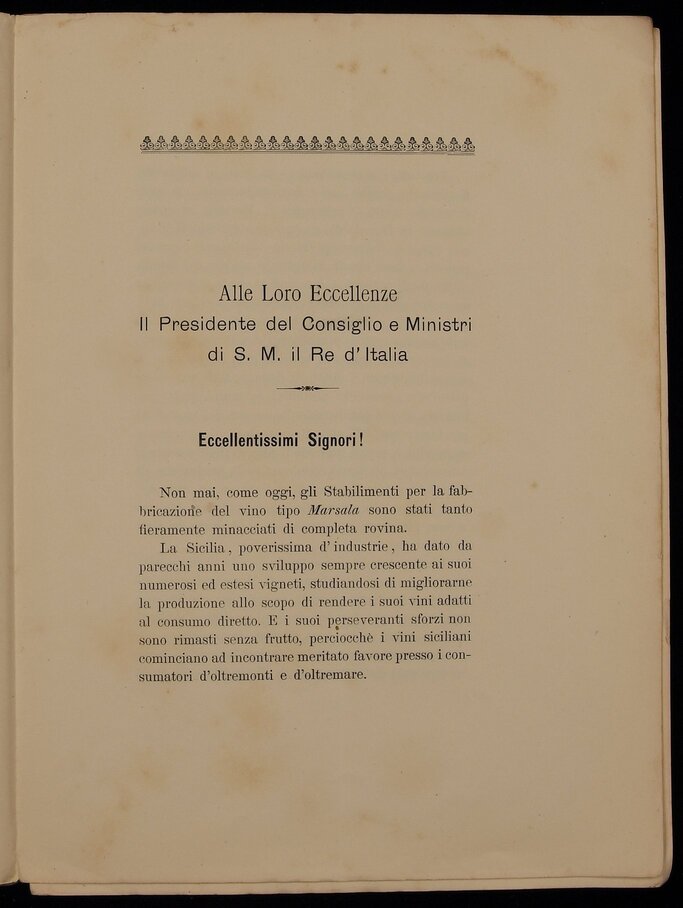 Alle Loro Eccellenze
Il Presidente del Consiglio e Ministri
di S. M. il Re d'Italia
Eccellentissimi Signori!
Non mai, come oggi, gli Stabilimenti per la fab-
bricazione del vino tipo Marsala sono stati tanto
fieramente minacciati di completa rovina.
La Sicilia, poverissima d'industrie, ha dato da
parecchi anni uno sviluppo sempre crescente ai suoi
numerosi ed estesi vigneti, studiandosi di migliorarne
la produzione allo scopo di rendere i suoi vini adatti
al consumo diretto. E i suoi perseveranti sforzi non
sono rimasti senza frutto, perciocchè i vini siciliani
cominciano ad incontrare meritato favore presso i con-
sumatori d'oltremonti e d'oltremare.